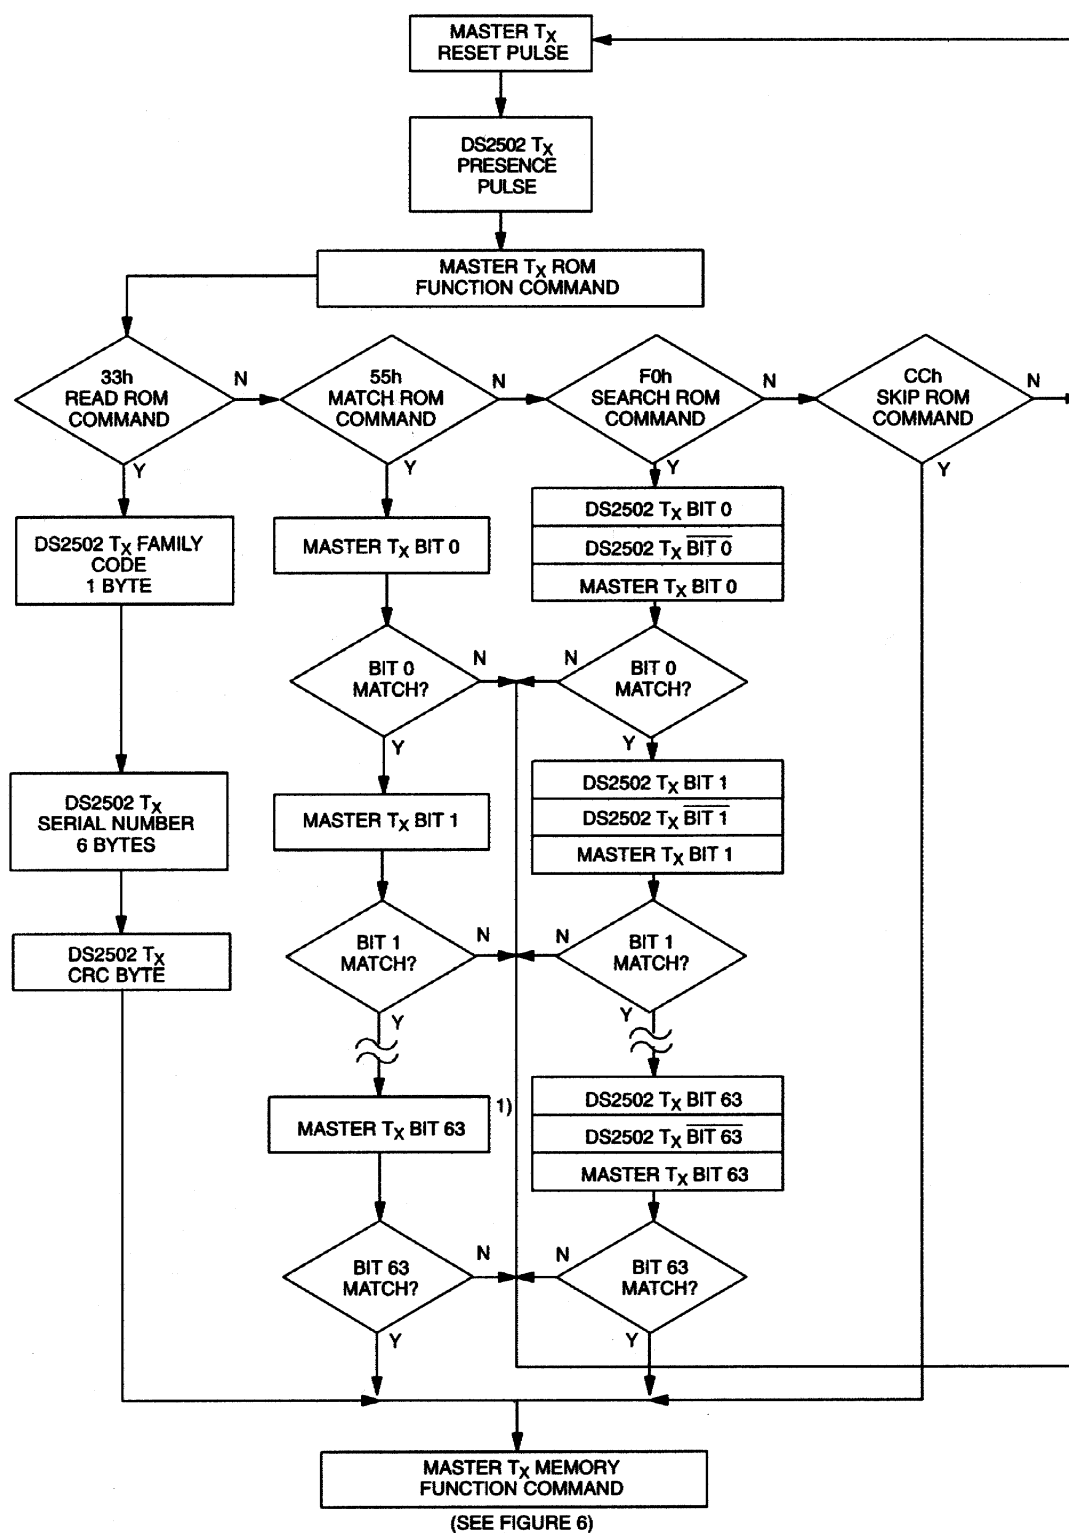 MASTER TX
RESET PULSE
DS2502 TX
PRESENCE
PULSE
MASTER TX ROM
FUNCTION COMMAND
33h
READ ROM
COMMAND
N
Y
55h
MATCH ROM
COMMAND
N
Y
F0h
SEARCH ROM
COMMAND
N
Y
CCh
SKIP ROM
COMMAND
N
Y
DS2502 TX FAMILY
CODE
1 BYTE
DS2502 TX
SERIAL NUMBER
6 BYTES
DS2502 TX
CRC BYTE
MASTER TX BIT 0
BIT 0
MATCH?
N
Y
MASTER TX BIT 1
BIT 1
MATCH?
N
Y
MASTER TX BIT 63
1)
BIT 63
MATCH?
N
Y
DS2502 TX BIT 0
DS2502 TX BIT 0
MASTER TX BIT 0
BIT 0
MATCH?
N
Y
DS2502 TX BIT 1
DS2502 TX BIT 1
MASTER TX BIT 1
BIT 1
MATCH?
N
Y
DS2502 TX BIT 63
DS2502 TX BIT 63
MASTER TX BIT 63
BIT 63
MATCH?
N
Y
MASTER TX MEMORY
FUNCTION COMMAND
(SEE FIGURE 6)